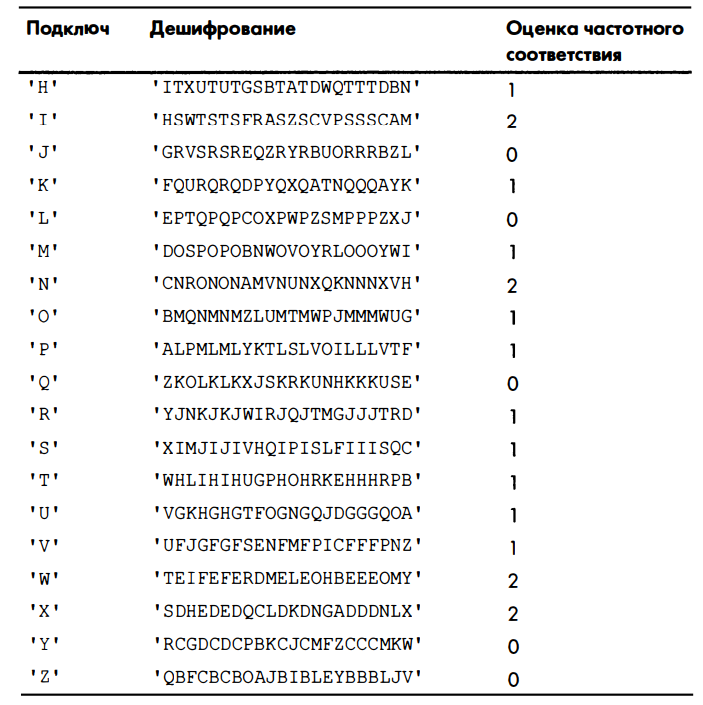 Подключ Дешифрование Оценка частотного
соответствия
'H' 'ITXUTUTGSBTATDWQTTTDBN' 1
'I' 'HSWTSTSFRASZSCVPSSSCAM' 2
'J' 'GRVSRSREQZRYRBUORRRBZL' 0
'K' 'FQURQRQDPYQXQATNQQQAYK' 1
'L' 'EPTQPQPCOXPWPZSMPPPZXJ' 0
'M' 'DOSPOPOBNWOVOYRLOOOYWI' 1
'N' 'CNRONONAMVNUNXQKNNNXVH' 2
'O' 'BMQNMNMZLUMTMWPJMMMWUG' 1
'P' 'ALPMLMLYKTLSLVOILLLVTF' 1
'Q' 'ZKOLKLKXJSKRKUNHKKKUSE' 0
'R' 'YJNKJKJWIRJQJTMGJJJTRD' 1
'S' 'XIMJIJIVHQIPISLFIIISQC' 1
'T' 'WHLIHIHUGPHOHRKEHHHRPB' 1
'U' 'VGKHGHGTFOGNGQJDGGGQOA' 1
'V' 'UFJGFGFSENFMFPICFFFPNZ' 1
'W' 'TEIFEFERDMELEOHBEEEOMY' 2
'X' 'SDHEDEDQCLDKDNGADDDNLX' 2
'Y' 'RCGDCDCPBKCJCMFZCCCMKW' 0
'Z' 'QBFCBCBOAJBIBLEYBBBLJV' 0